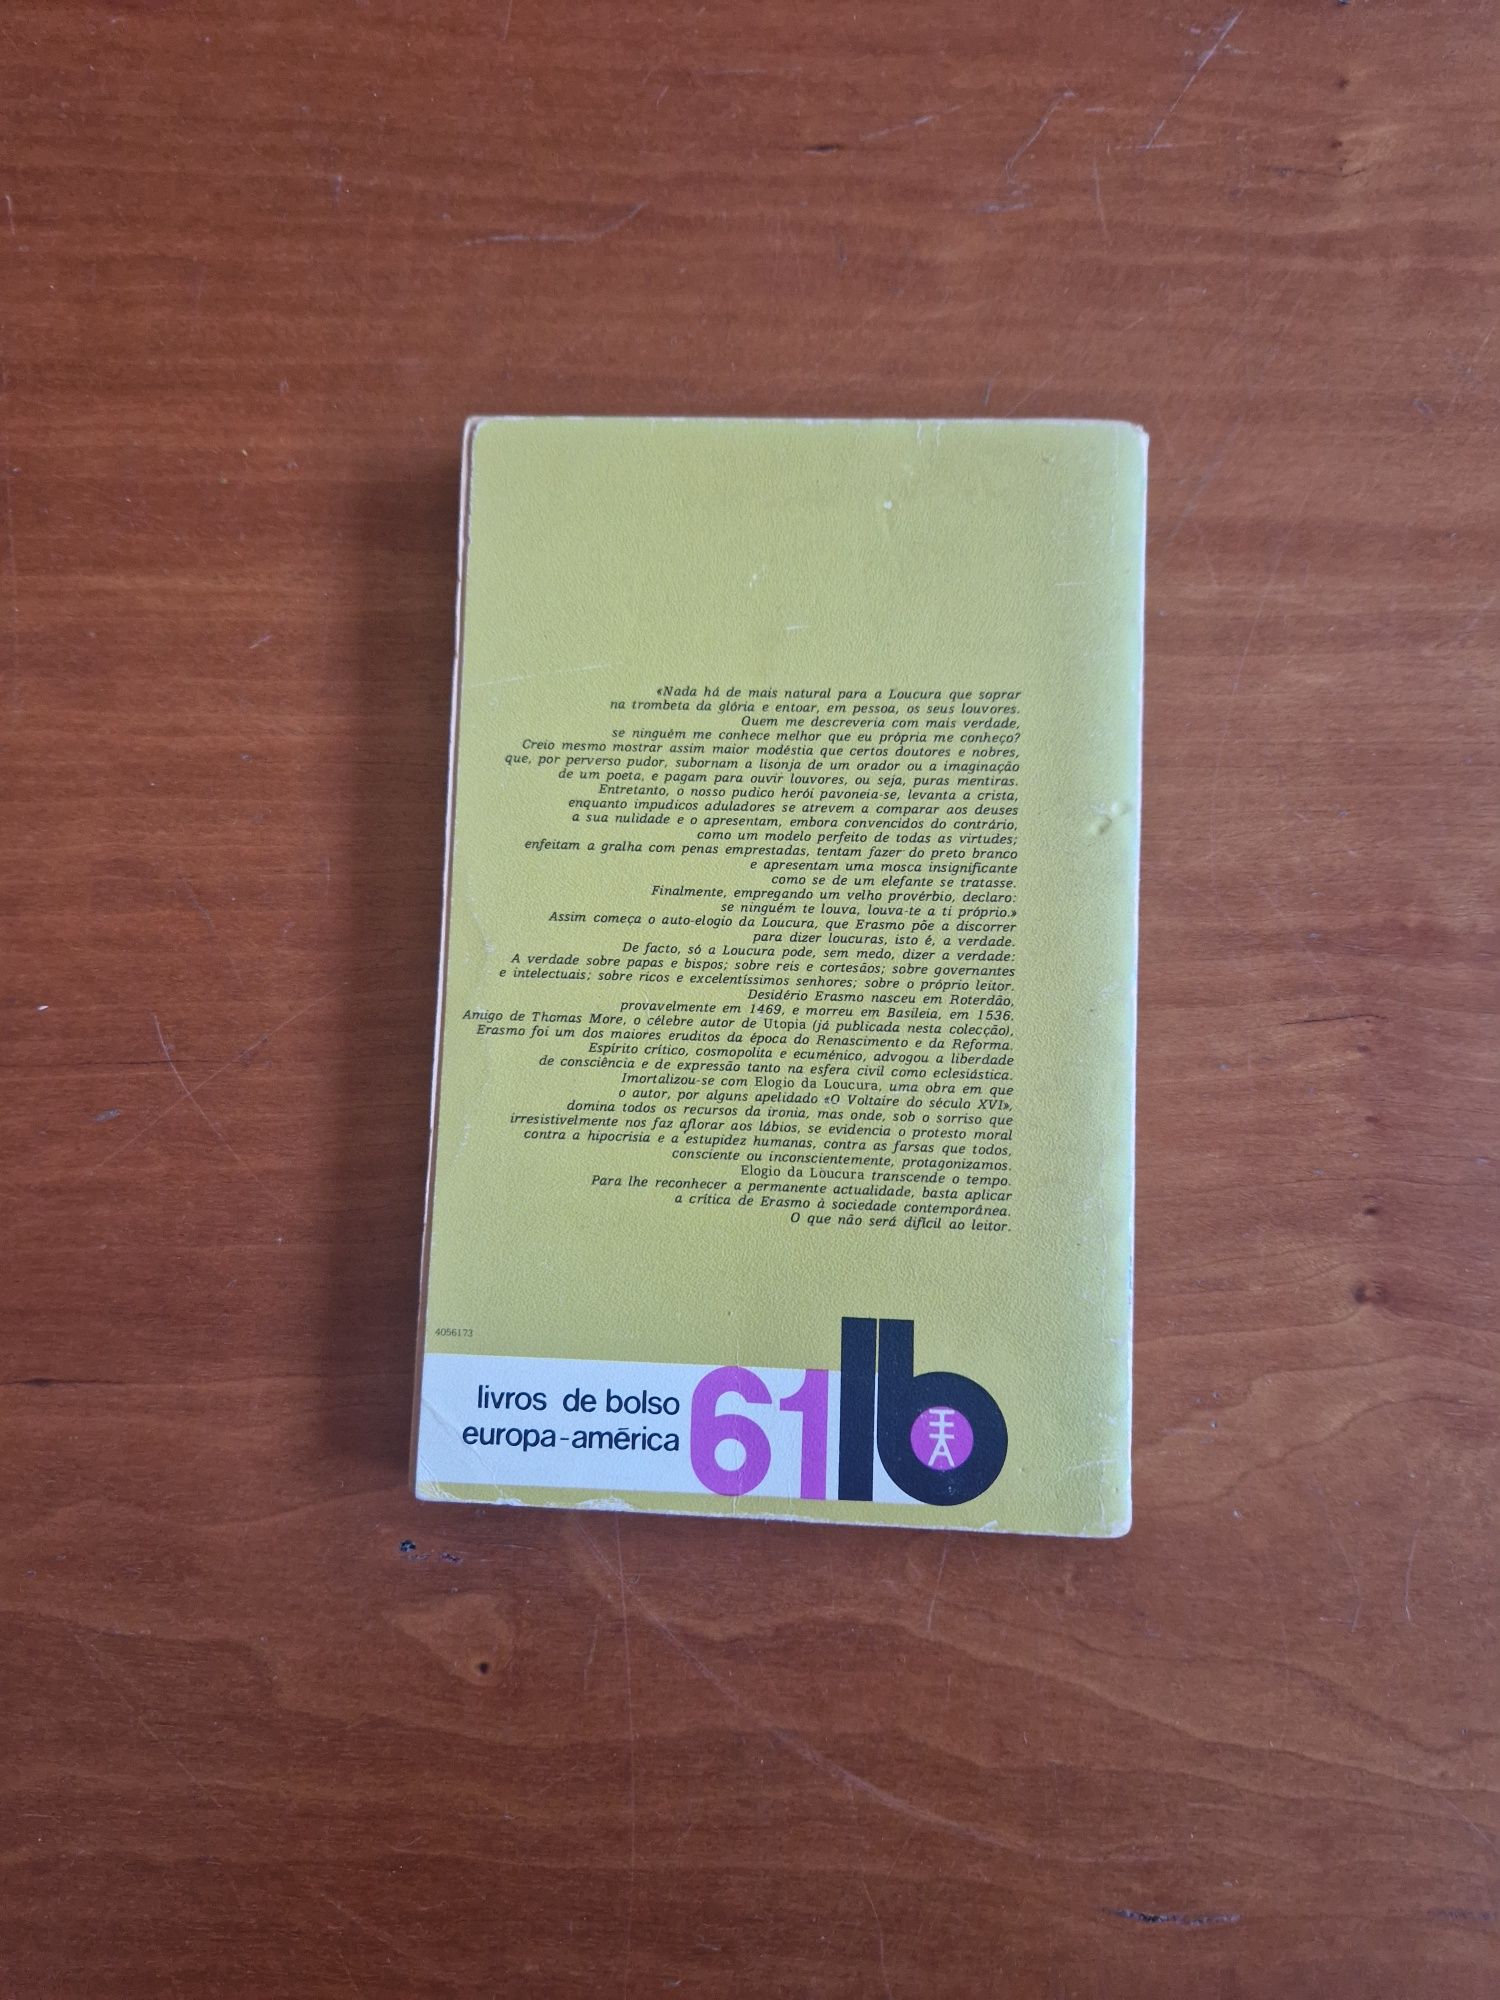 «Nada há de mais natural para a Loucura que soprar
na trombeta da glória e entoar, em pessoa, os seus louvores.
Quem me descreveria com mais verdade,
se ninguém me conhece melhor que eu própria me conheço?
Creio mesmo mostrar assim maior modéstia que certos doutores e nobres,
que, por perverso pudor, subornam a lisonja de um orador ou a imaginação
de um poeta, e pagam para ouvir louvores, ou seja, puras mentiras.
Entretanto, o nosso pudico herói pavoneia-se, levanta a crista,
enquanto impudicos aduladores se atrevem a comparar aos deuses
a sua nulidade e o apresentam, embora convencidos do contrário,
como um modelo perfeito de todas as virtudes;
enfeitam a gralha com penas emprestadas, tentam fazer do preto branco
e apresentam uma mosca insignificante
como se de um elefante se tratasse.
Finalmente, empregando um velho provérbio, declaro:
se ninguém te louva, louva-te a ti próprio.»
Assim começa o auto-elogio da Loucura, que Erasmo põe a discorrer
para dizer loucuras, isto é, a verdade.
De facto, só a Loucura pode, sem medo, dizer a verdade:
A verdade sobre papas e bispos; sobre reis e cortesãos; sobre governantes
e intelectuais; sobre ricos e excelentíssimos senhores; sobre o próprio leitor.
Desidério Erasmo nasceu em Roterdão,
provavelmente em 1469, e morreu em Basileia, em 1536.
Amigo de Thomas More, o célebre autor de Utopia (já publicada nesta colecção),
Erasmo foi um dos maiores eruditos da época do Renascimento e da Reforma.
Espírito crítico, cosmopolita e ecuménico, advogou a liberdade
de consciência e de expressão tanto na esfera civil como eclesiástica.
Imortalizou-se com Elogio da Loucura, uma obra em que
o autor, por alguns apelidado «O Voltaire do século XVI»,
domina todos os recursos da ironia, mas onde, sob o sorriso que
irresistivelmente nos faz aflorar aos lábios, se evidencia o protesto moral
contra a hipocrisia e a estupidez humanas, contra as farsas que todos,
consciente ou inconscientemente, protagonizamos.
Elogio da Loucura transcende o tempo.
Para lhe reconhecer a permanente actualidade, basta aplicar
a crítica de Erasmo à sociedade contemporânea.
O que não será difícil ao leitor.
4056173
livros de bolso
europa-américa
61
lb